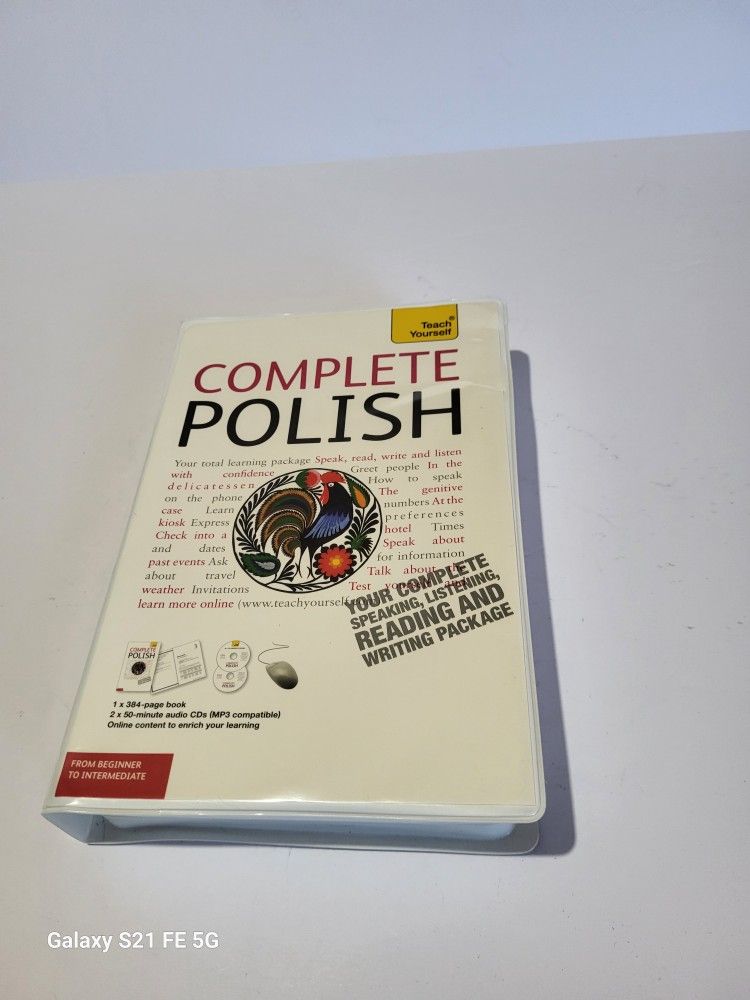 Teach®
Yourself
COMPLETE
POLISH
Your total learning package Speak, read, write and listen
with confidence Greet people In the
delicatessen How to speak
on the phone The genitive
case Learn numbers At the
kiosk Express preferences
Check into a hotel Times
and dates Speak about
past events Ask for information
about travel Talk about the
weather Invitations Test
learn more online (www.teachyourself
YOUR COMPLETE
SPEAKING, LISTENING,
READING AND
WRITING PACKAGE
COMPLETE
POLISH
1 x 384-page book
2 x 50-minute audio CDs (MP3 compatible)
Online content to enrich your learning
FROM BEGINNER
TO INTERMEDIATE
Galaxy S21 FE 5G